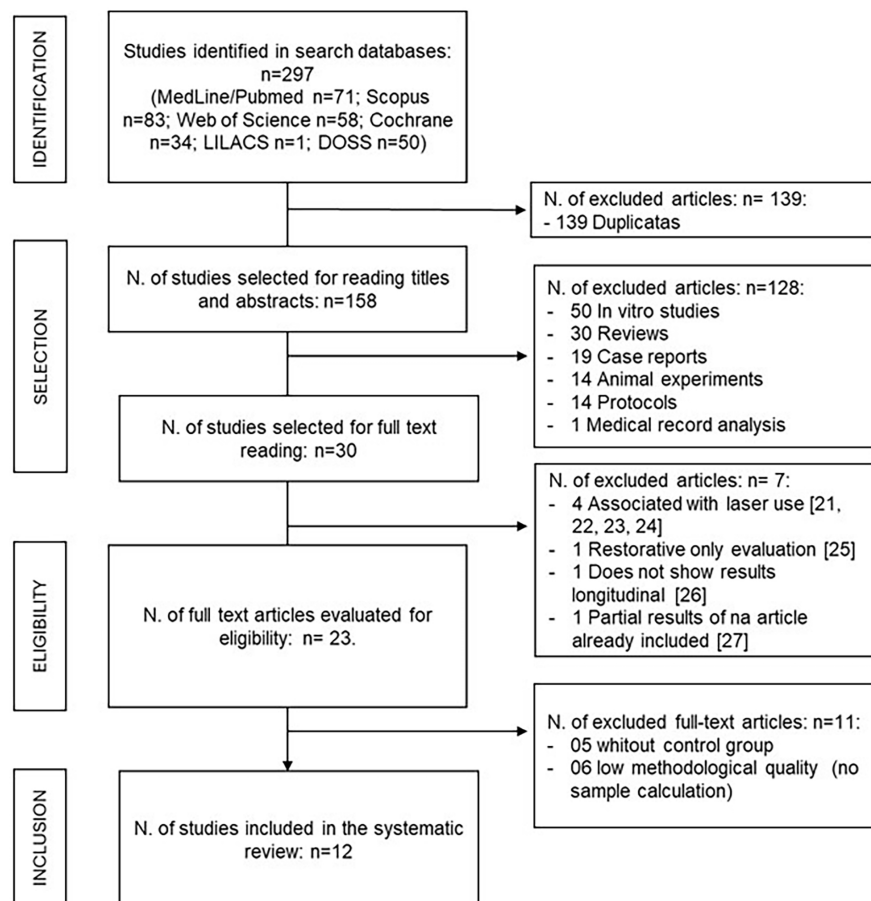 IDENTIFICATION
Studies identified in search databases:
n=297
(MedLine/Pubmed n=71; Scopus
n=83; Web of Science n=58; Cochrane
n=34; LILACS n=1; DOSS n=50)
N. of excluded articles: n= 139:
- 139 Duplicatas
SELECTION
N. of studies selected for reading titles
and abstracts: n=158
N. of excluded articles: n=128:
- 50 In vitro studies
- 30 Reviews
- 19 Case reports
- 14 Animal experiments
- 14 Protocols
- 1 Medical record analysis
N. of studies selected for full text
reading: n=30
N. of excluded articles: n= 7:
- 4 Associated with laser use [21,
22, 23, 24]
- 1 Restorative only evaluation [25]
- 1 Does not show results
longitudinal [26]
- 1 Partial results of na article
already included [27]
ELIGIBILITY
N. of full text articles evaluated for
eligibility: n= 23.
N. of excluded full-text articles: n=11:
- 05 whitout control group
- 06 low methodological quality (no
sample calculation)
INCLUSION
N. of studies included in the systematic
review: n=12